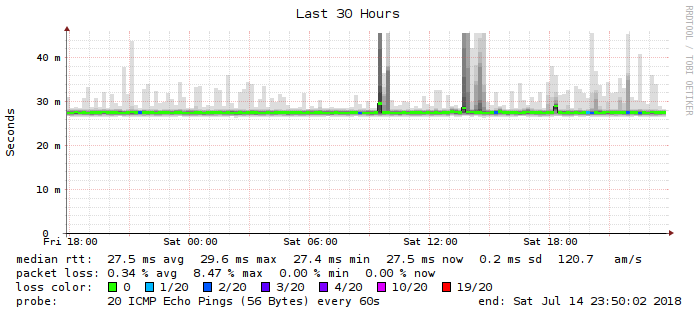 Last 30 Hours
RRDTOOL / TOBI OETIKER
Seconds
40 m
30 m
20 m
10 m
0
Fri 18:00 Sat 00:00 Sat 06:00 Sat 12:00 Sat 18:00
median rtt: 27.5 ms avg 29.6 ms max 27.4 ms min 27.5 ms now 0.2 ms sd 120.7 am/s
packet loss: 0.34 % avg 8.47 % max 0.00 % min 0.00 % now
loss color: 0 1/20 2/20 3/20 4/20 10/20 19/20
probe: 20 ICMP Echo Pings (56 Bytes) every 60s end: Sat Jul 14 23:50:02 2018